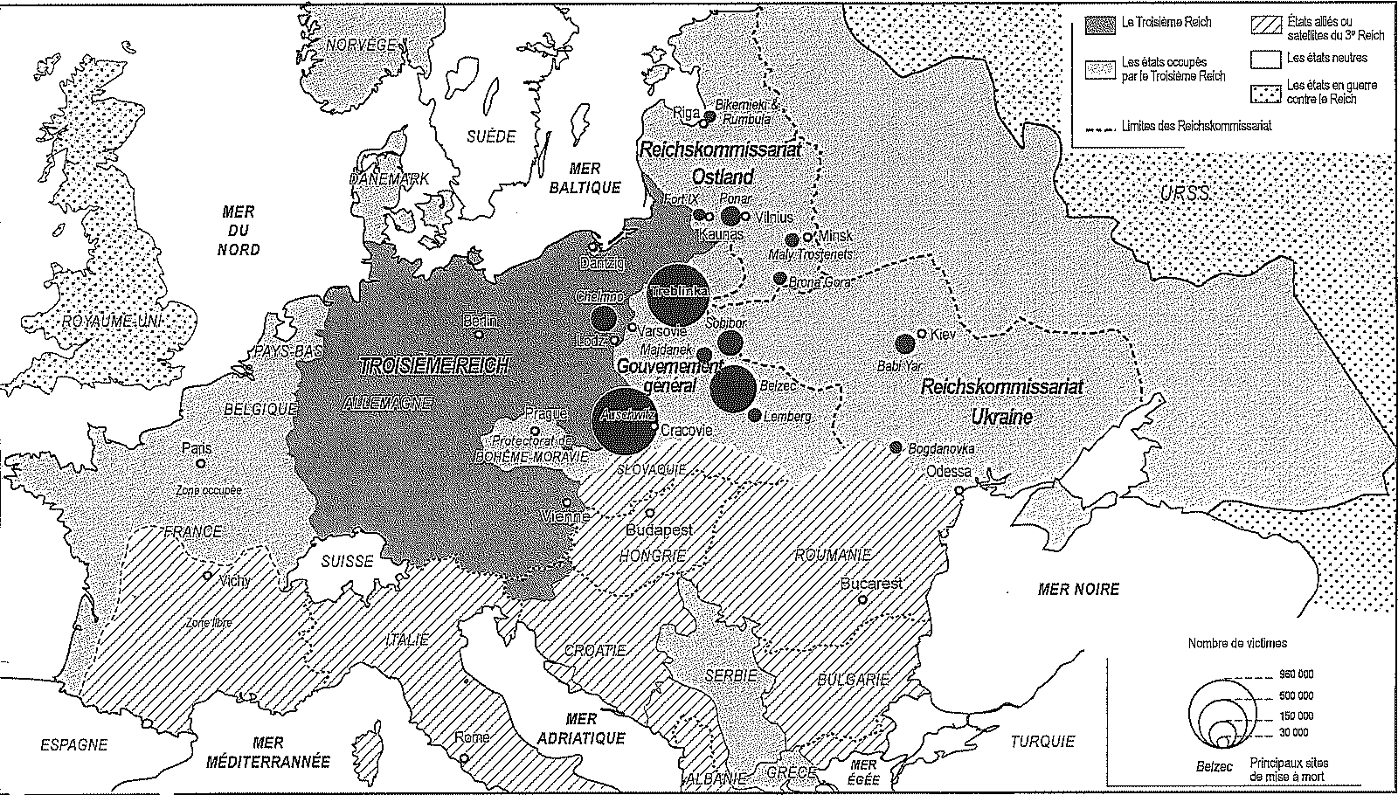 NORVEGE
SUÈDE
DANEMARK
MER
DU
NORD
MER
BALTIQUE
ROYAUME-UNI
PAYS-BAS
BELGIQUE
Paris
Zone occupée
FRANCE
Vichy
Zone libre
SUISSE
ESPAGNE
MER
MÉDITERRANNÉE
Berlin
TROISIEME REICH
ALLEMAGNE
Prague
Protectorat de
BOHÊME-MORAVIE
Vienne
Dantzig
Chelmno
Lodz
Varsovie
Treblinka
Sobibor
Majdanek
Gouvernement
général
Belzec
Lemberg
Auschwitz
Cracovie
Riga
Bikernieki &
Rumbula
Reichskommissariat
Ostland
Fort IX
Kaunas
Ponar
Vilnius
Minsk
Maly Trostenets
Brona Gora
Kiev
Babi Yar
Reichskommissariat
Ukraine
Bogdanovka
Odessa
URSS
SLOVAQUIE
Budapest
HONGRIE
ROUMANIE
Bucarest
MER NOIRE
ITALIE
Rome
CROATIE
MER
ADRIATIQUE
SERBIE
BULGARIE
ALBANIE
GRECE
MER
ÉGÉE
TURQUIE
Le Troisième Reich
Les états occupés
par le Troisième Reich
Limites des Reichskommissariat
États alliés ou
satellites du 3e Reich
Les états neutres
Les états en guerre
contre le Reich
Nombre de victimes
960 000
500 000
150 000
30 000
Belzec
Principaux sites
de mise à mort